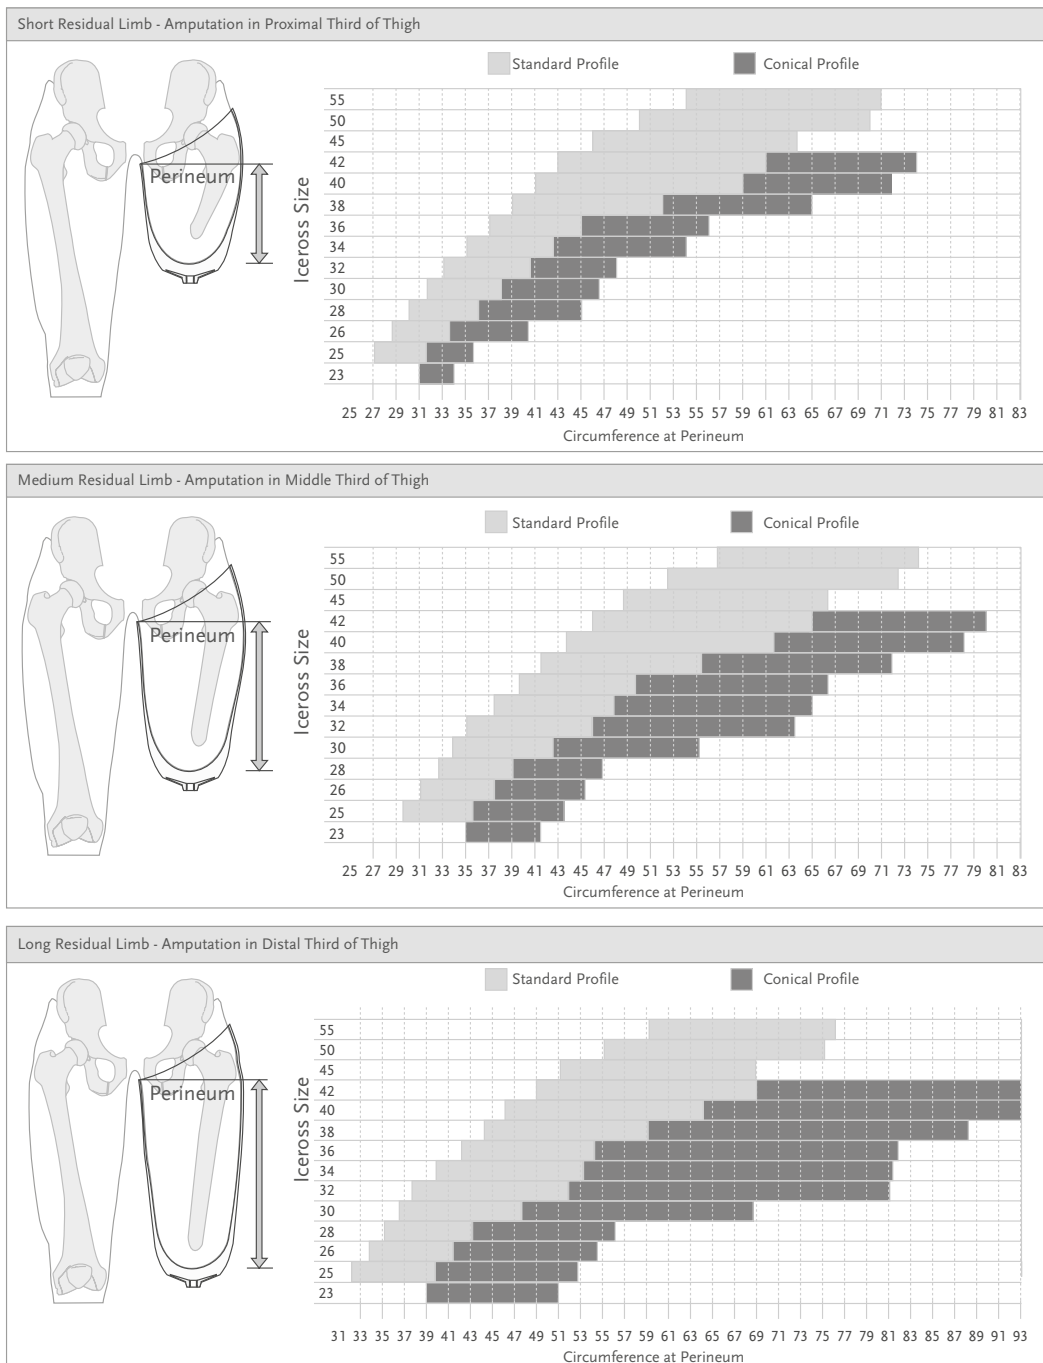 Short Residual Limb - Amputation in Proximal Third of Thigh
Standard Profile
Conical Profile
Perineum
Iceross Size
55
50
45
42
40
38
36
34
32
30
28
26
25
23
25 27 29 31 33 35 37 39 41 43 45 47 49 51 53 55 57 59 61 63 65 67 69 71 73 75 77 79 81 83
Circumference at Perineum
Medium Residual Limb - Amputation in Middle Third of Thigh
Standard Profile
Conical Profile
Perineum
Iceross Size
55
50
45
42
40
38
36
34
32
30
28
26
25
23
25 27 29 31 33 35 37 39 41 43 45 47 49 51 53 55 57 59 61 63 65 67 69 71 73 75 77 79 81 83
Circumference at Perineum
Long Residual Limb - Amputation in Distal Third of Thigh
Standard Profile
Conical Profile
Perineum
Iceross Size
55
50
45
42
40
38
36
34
32
30
28
26
25
23
31 33 35 37 39 41 43 45 47 49 51 53 55 57 59 61 63 65 67 69 71 73 75 77 79 81 83 85 87 89 91 93
Circumference at Perineum